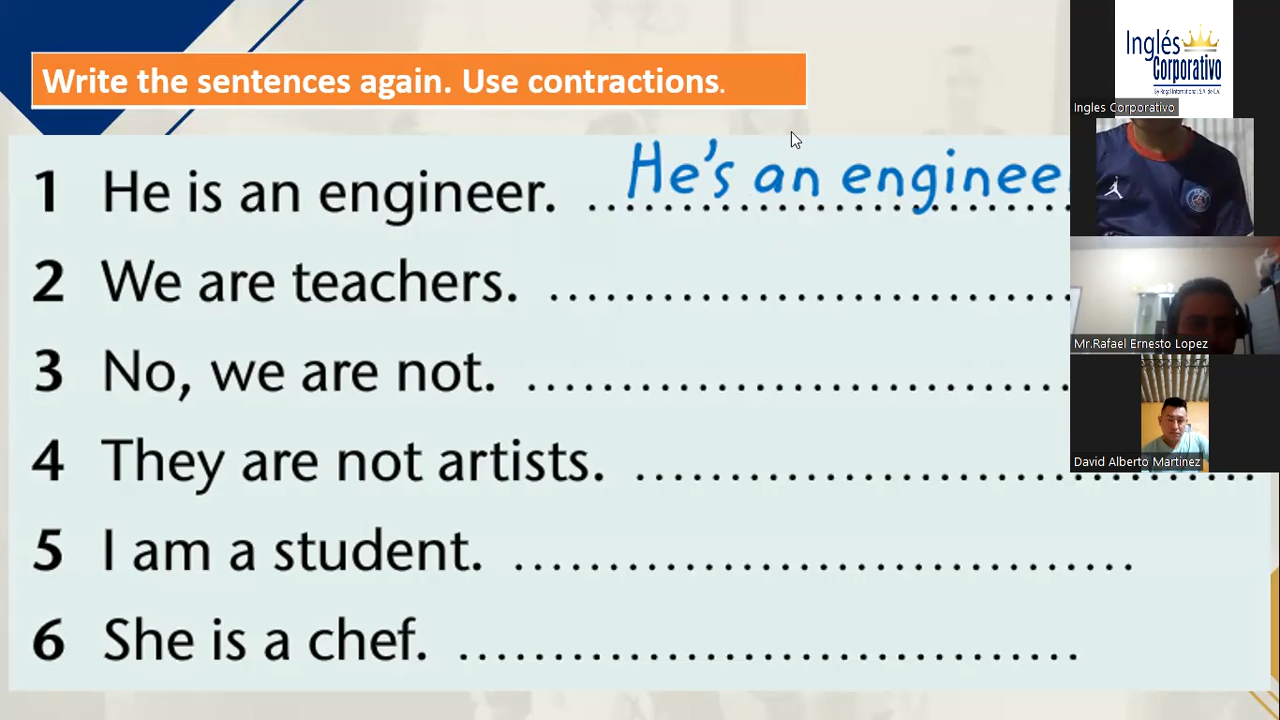 Write the sentences again. Use contractions.
1 He is an engineer. He's an engineer
2 We are teachers.
3 No, we are not.
4 They are not artists.
5 I am a student.
6 She is a chef.
Inglés
Corporativo
Ingles Corporativo
Mr.Rafael Ernesto Lopez
David Alberto Martinez